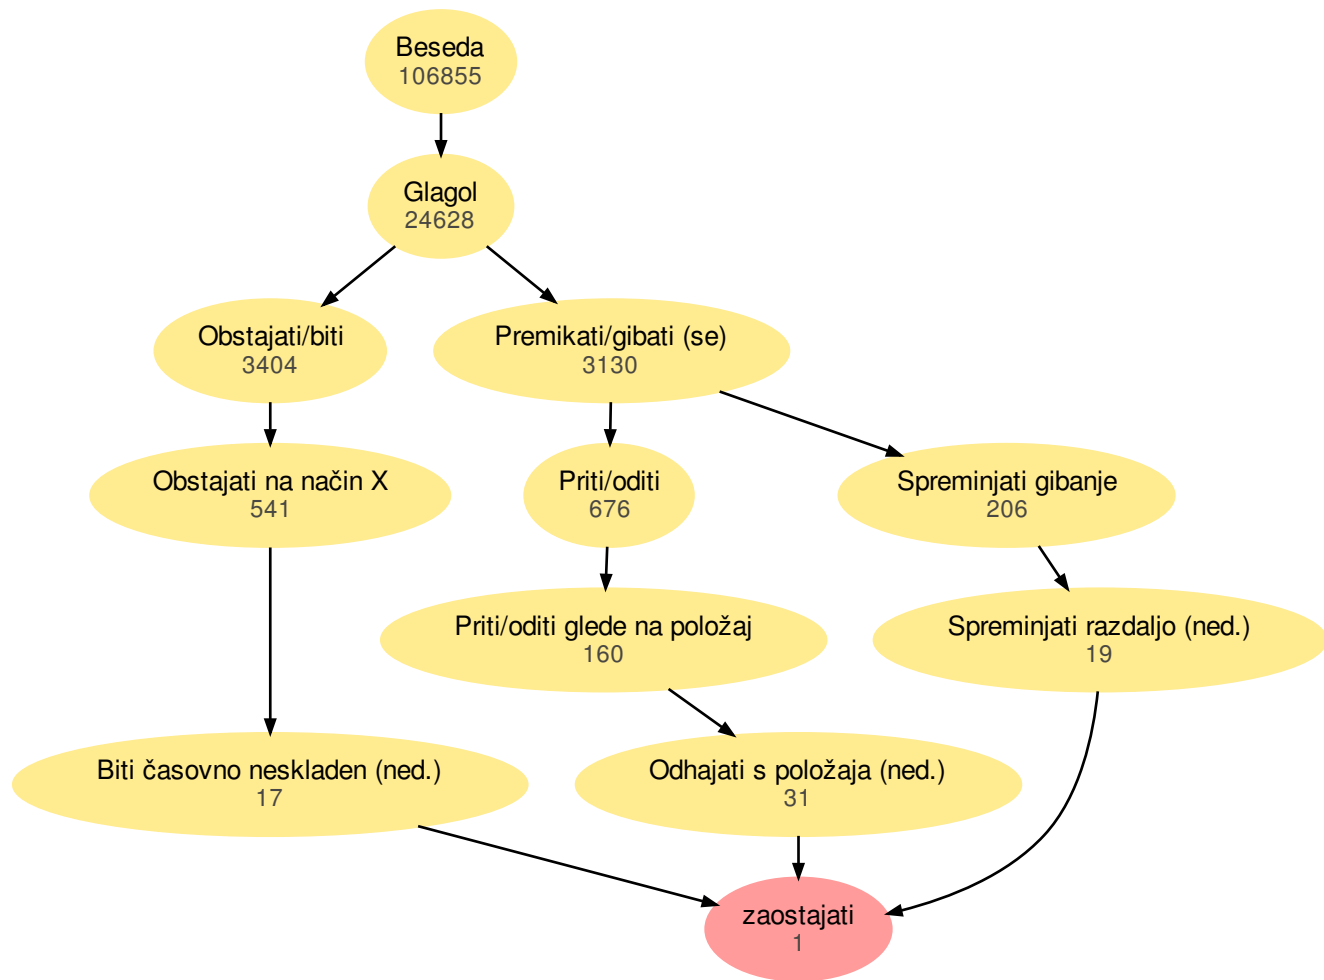 Beseda
106855
Glagol
24628
Obstajati/biti
3404
Premikati/gibati (se)
3130
Obstajati na način X
541
Priti/oditi
676
Spreminjati gibanje
206
Priti/oditi glede na položaj
160
Spreminjati razdaljo (ned.)
19
Biti časovno neskladen (ned.)
17
Odhajati s položaja (ned.)
31
zaostajati
1